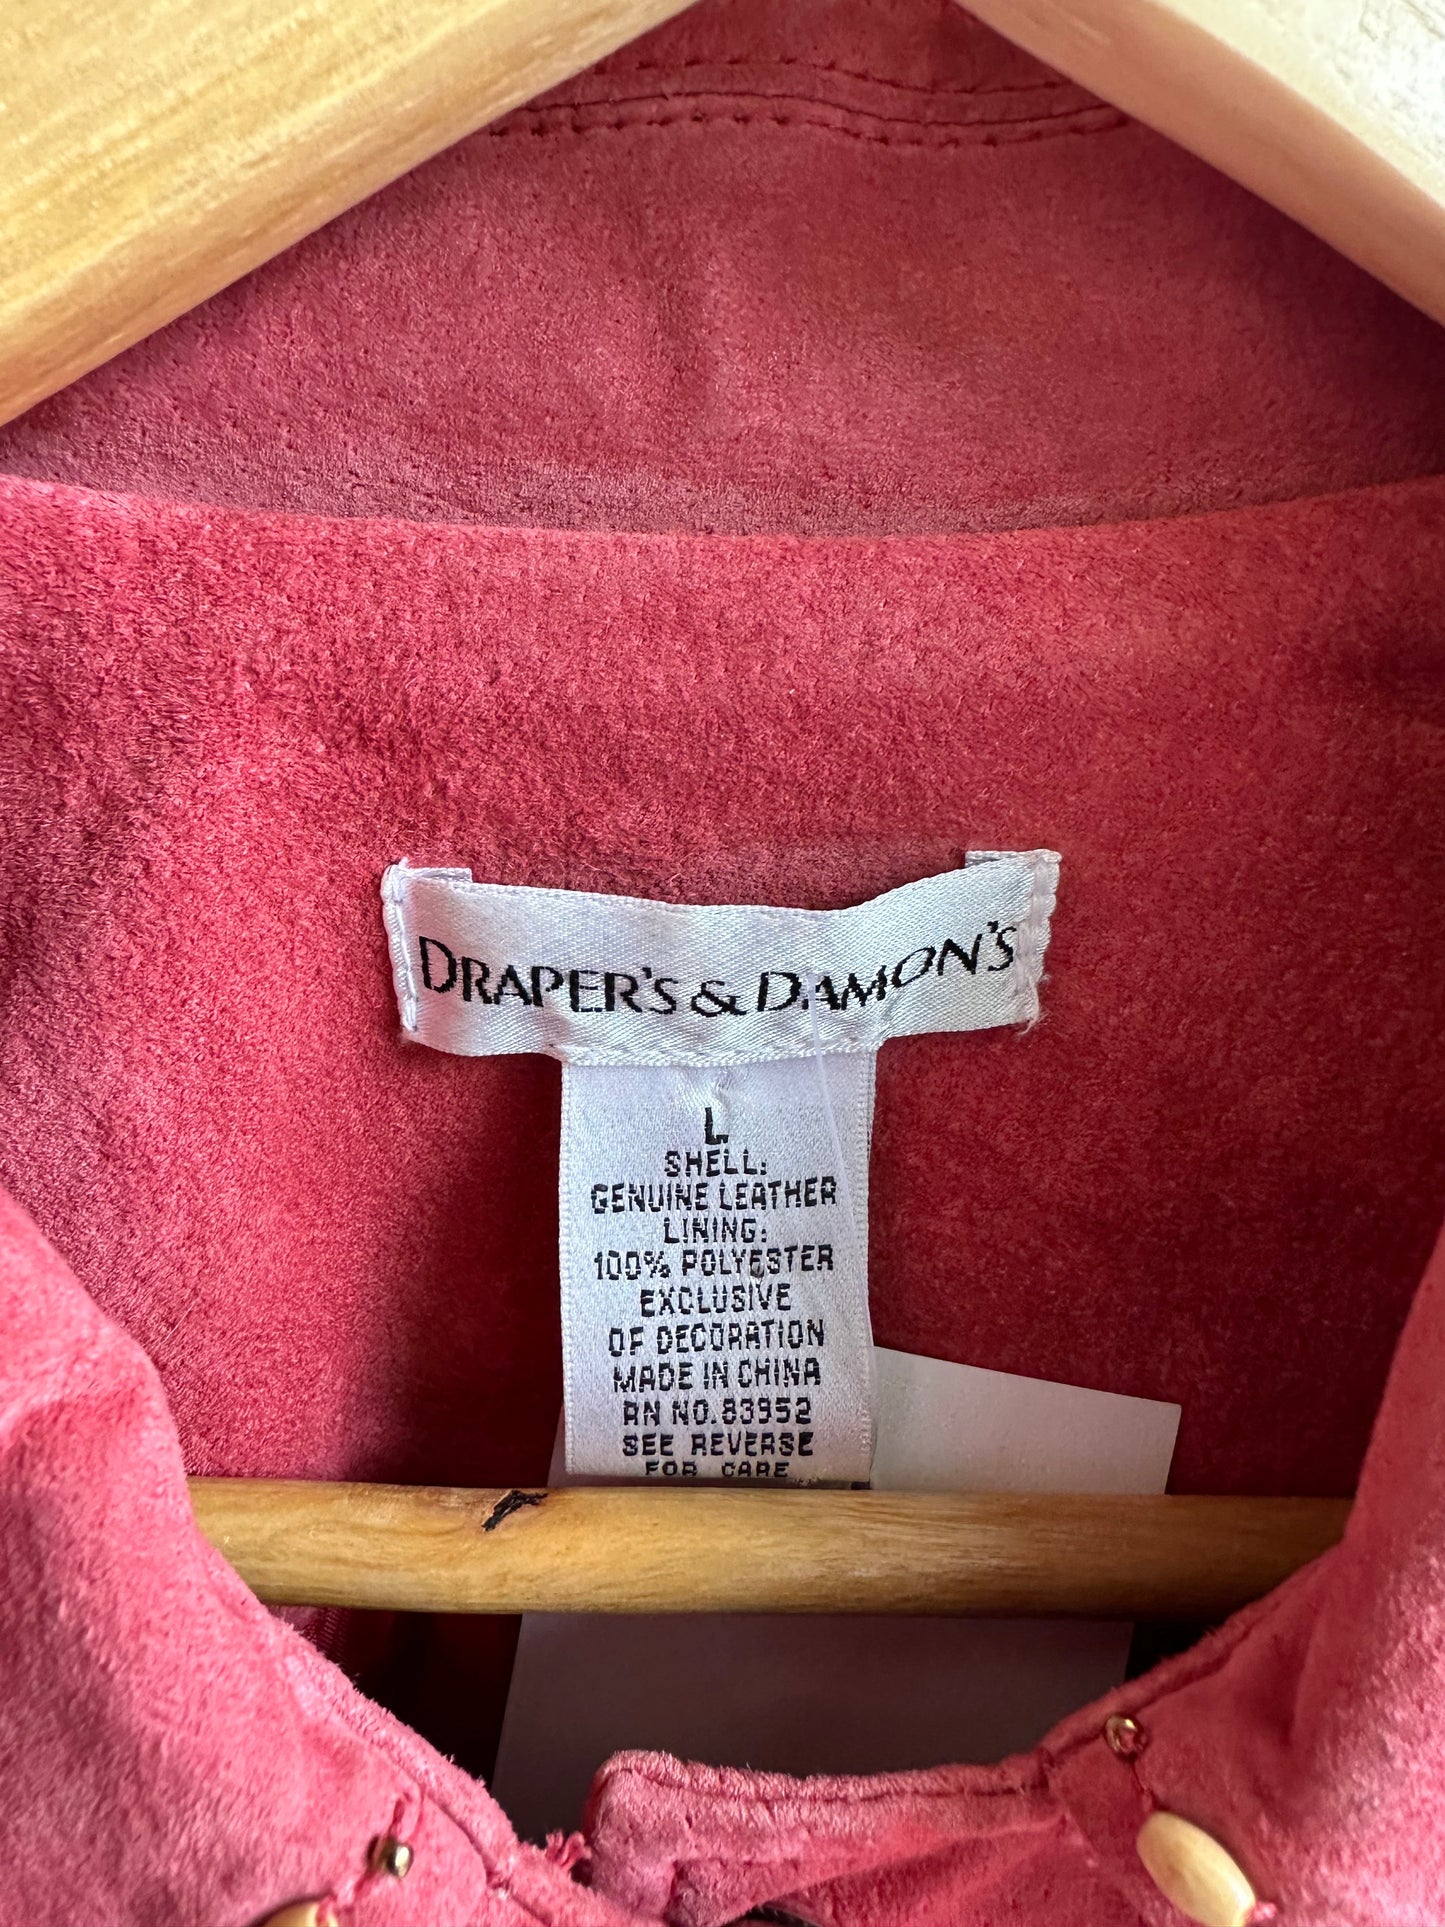 DRAPER'S & DAMON'S
L
SHELL:
GENUINE LEATHER
LINING:
100% POLYESTER
EXCLUSIVE
OF DECORATION
MADE IN CHINA
RN NO.83952
SEE REVERSE
FOR CARE